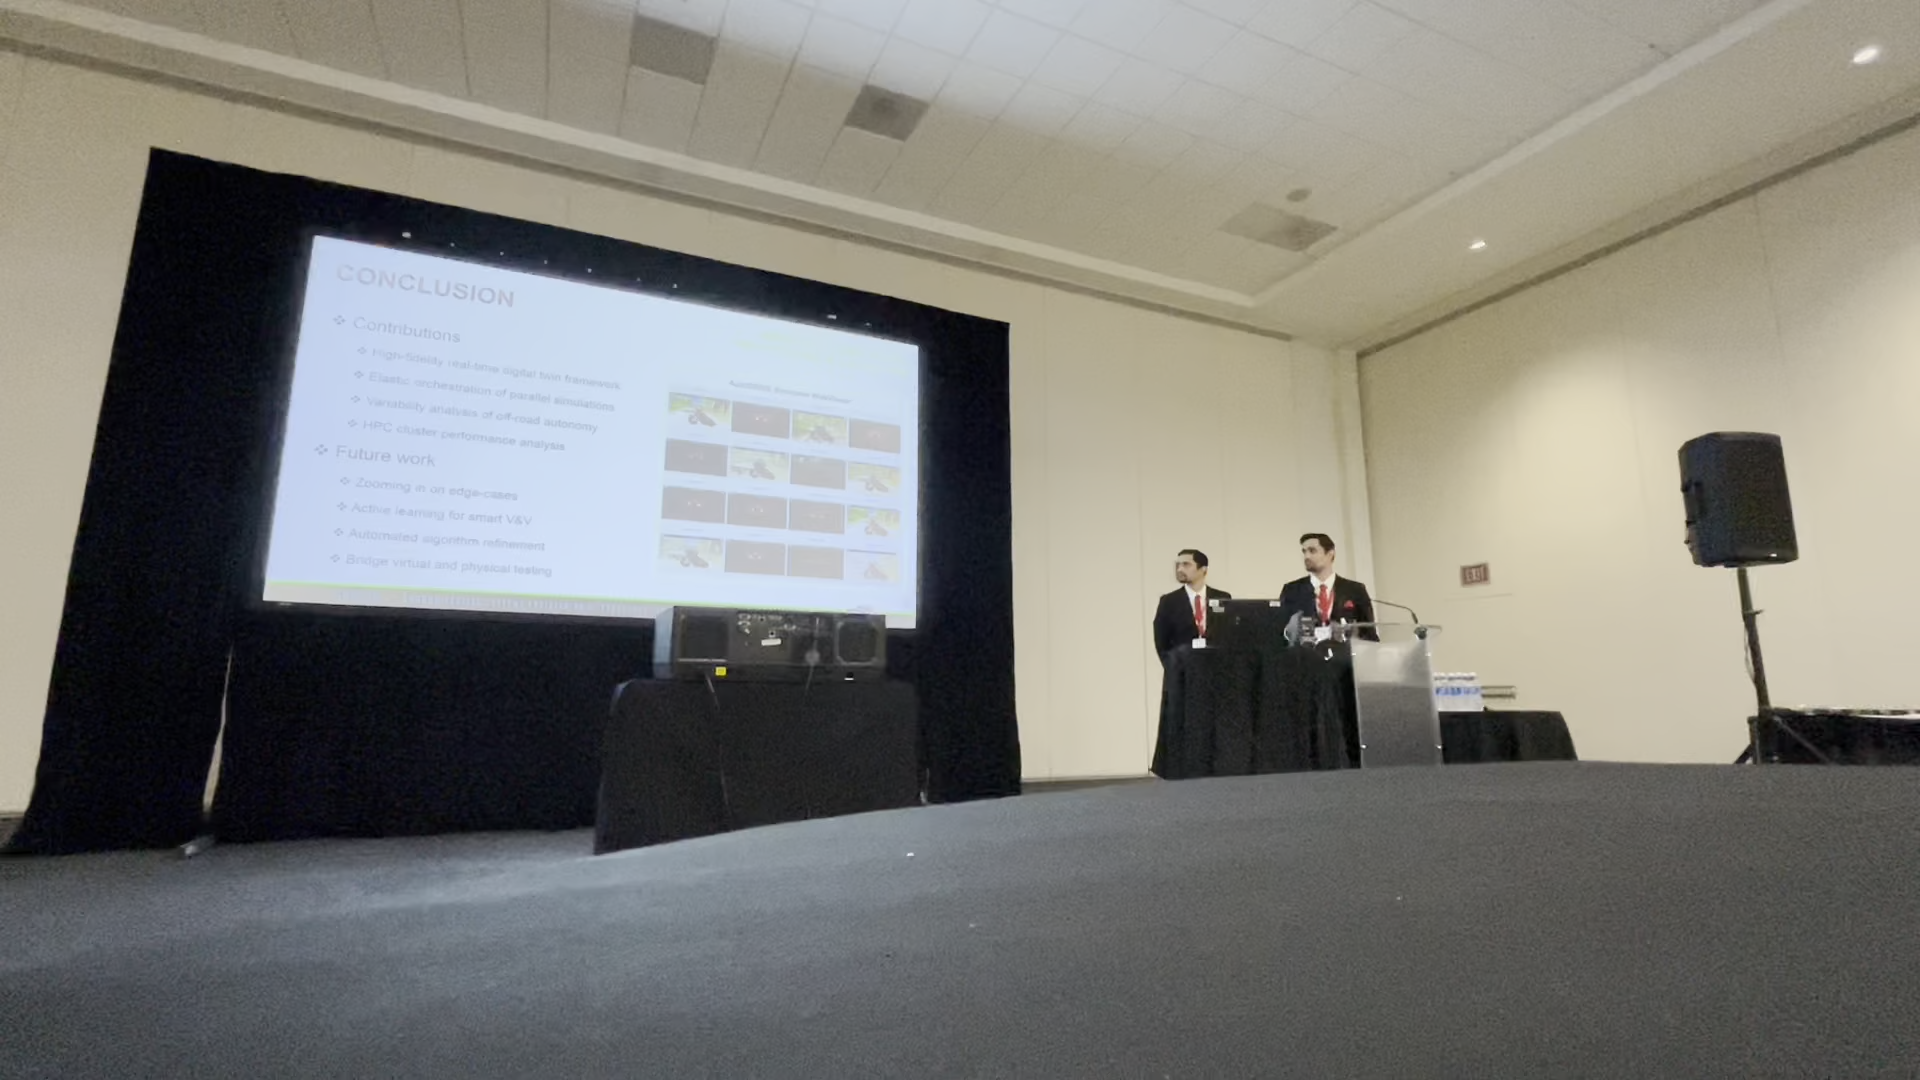 CONCLUSION
Contributions
High-fidelity real-time digital twin framework
Elastic orchestration of parallel simulations
Variability analysis of off-road autonomy
HPC cluster performance analysis
Future work
Zooming in on edge-cases
Active learning for smart V&V
Automated algorithm refinement
Bridge virtual and physical testing
EXIT